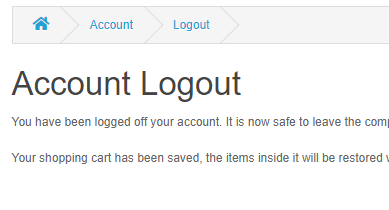 Account Logout
Account Logout
You have been logged off your account. It is now safe to leave the
Your shopping cart has been saved, the items inside it will be restored